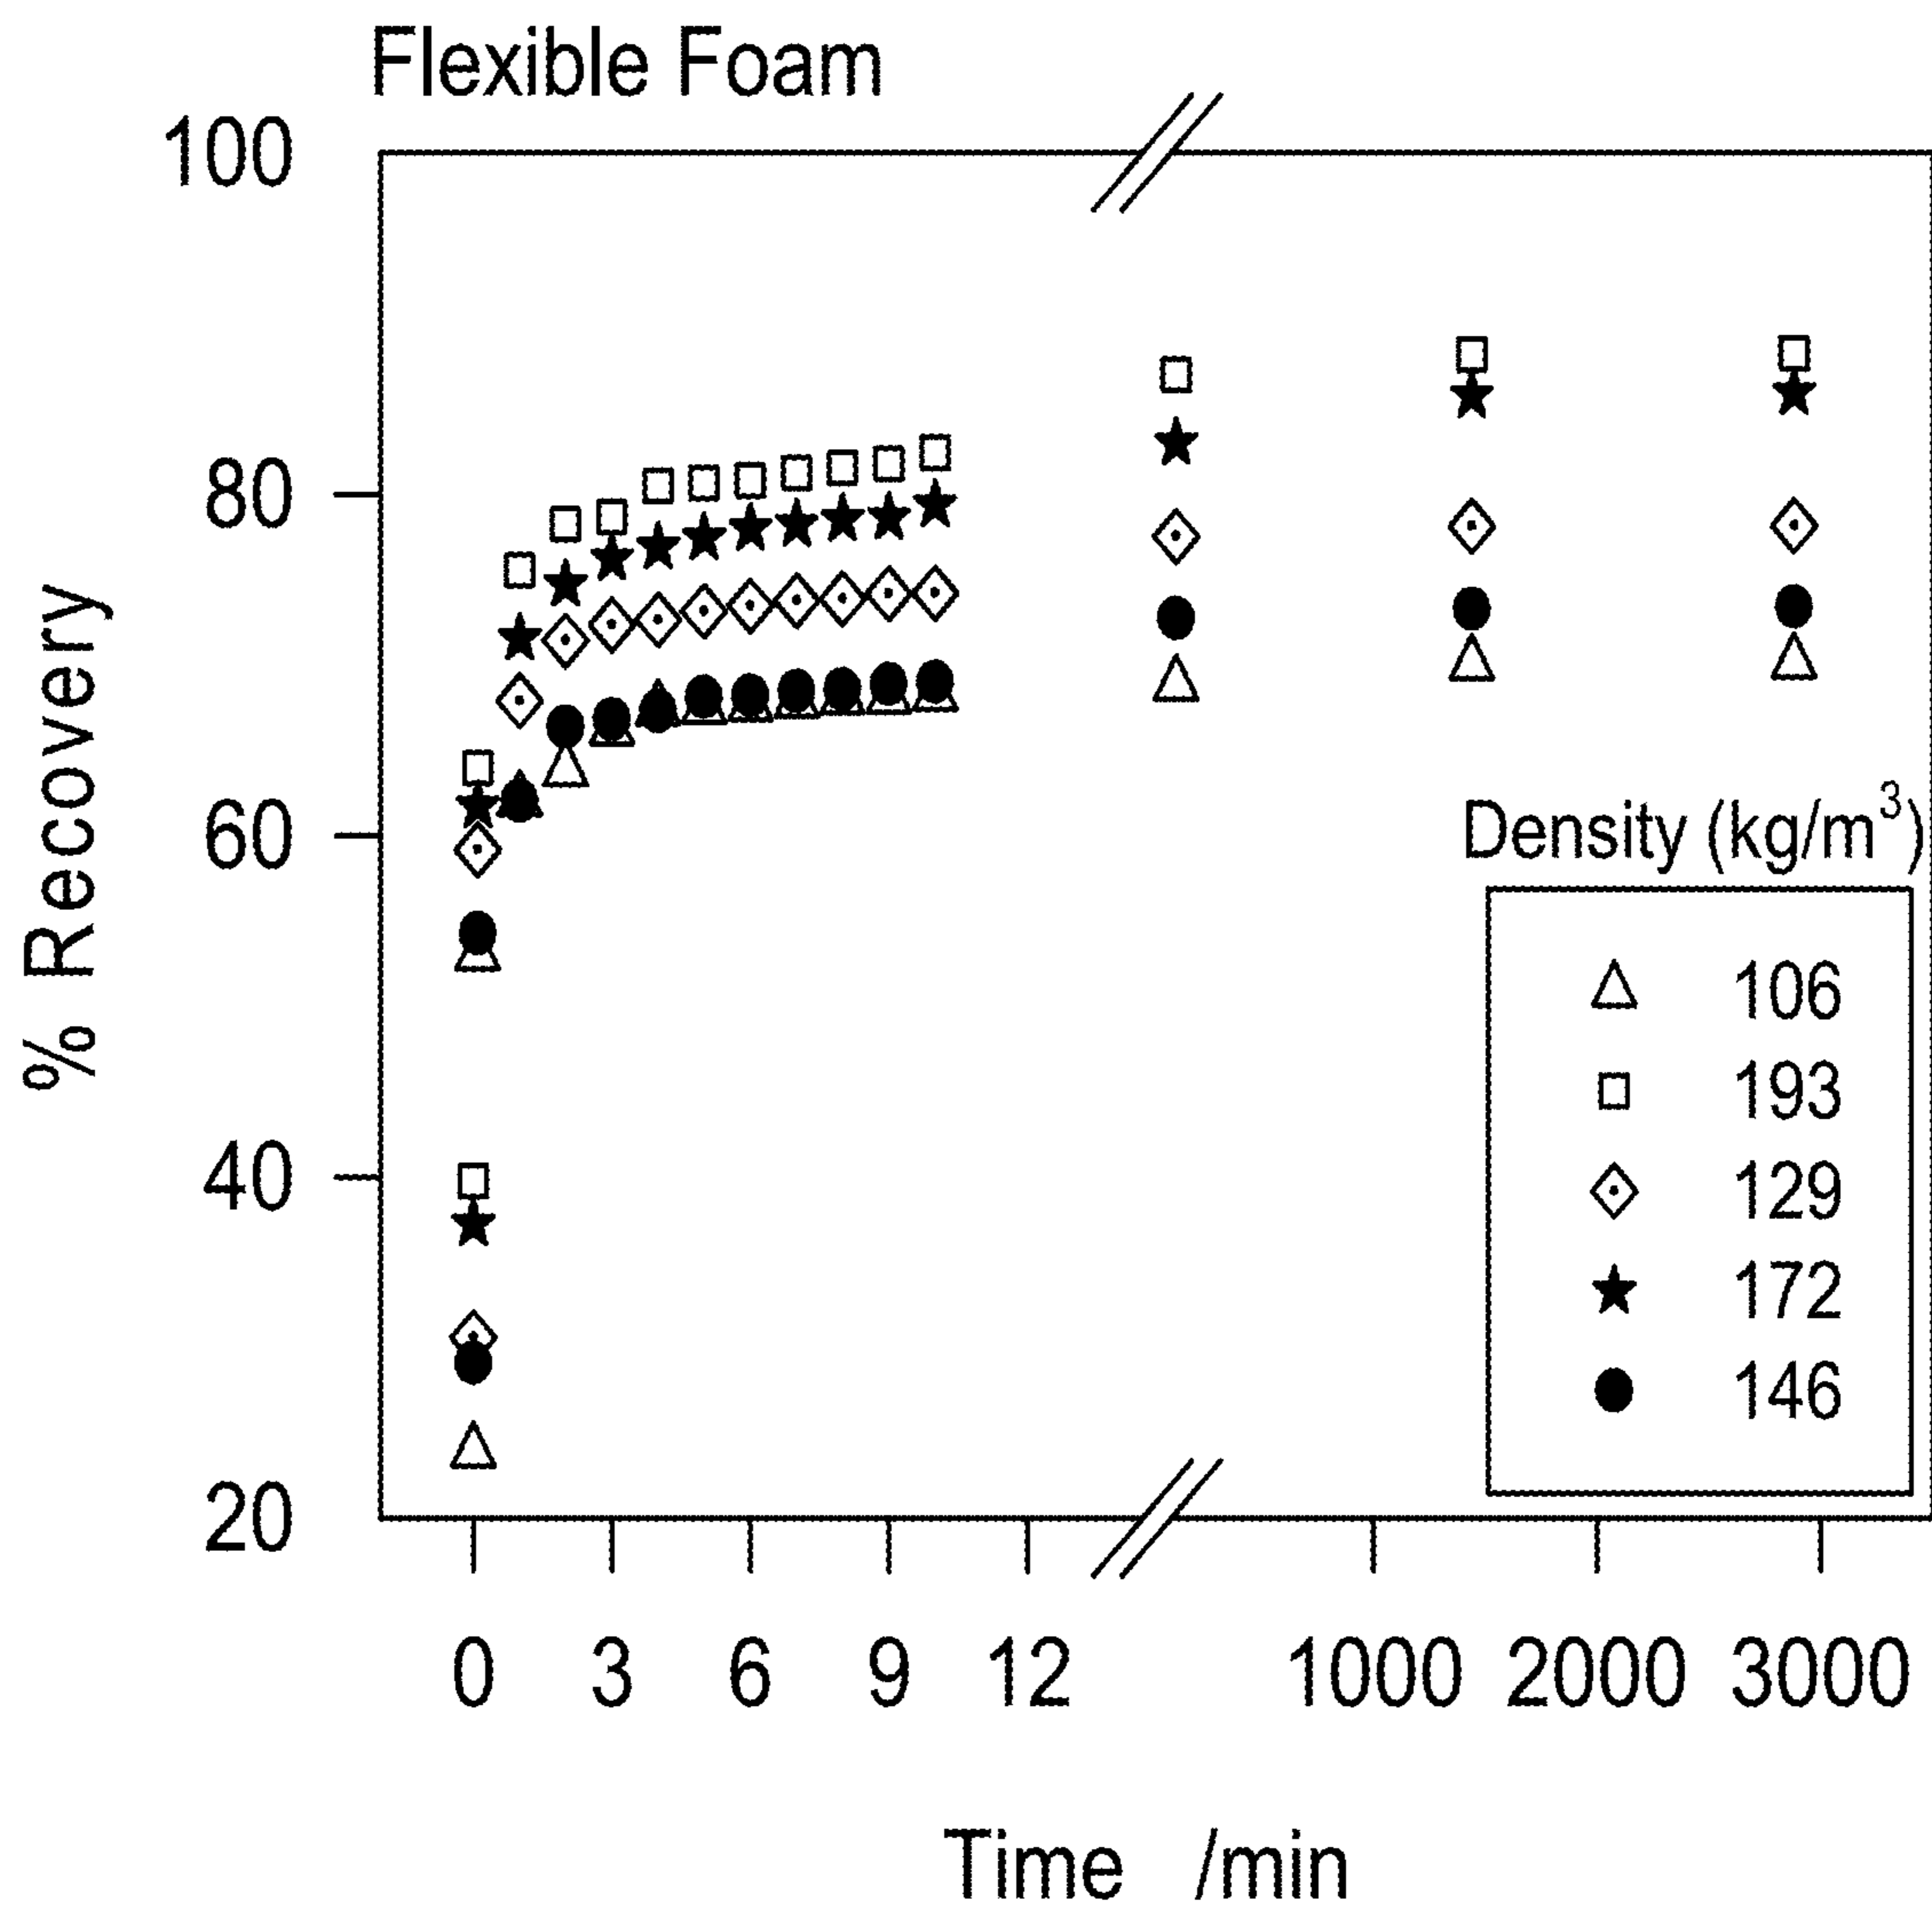 Flexible Foam
100
80
60
40
20
% Recovery
Density (kg/m³)
106
193
129
172
146
0 3 6 9 12 1000 2000 3000
Time /min